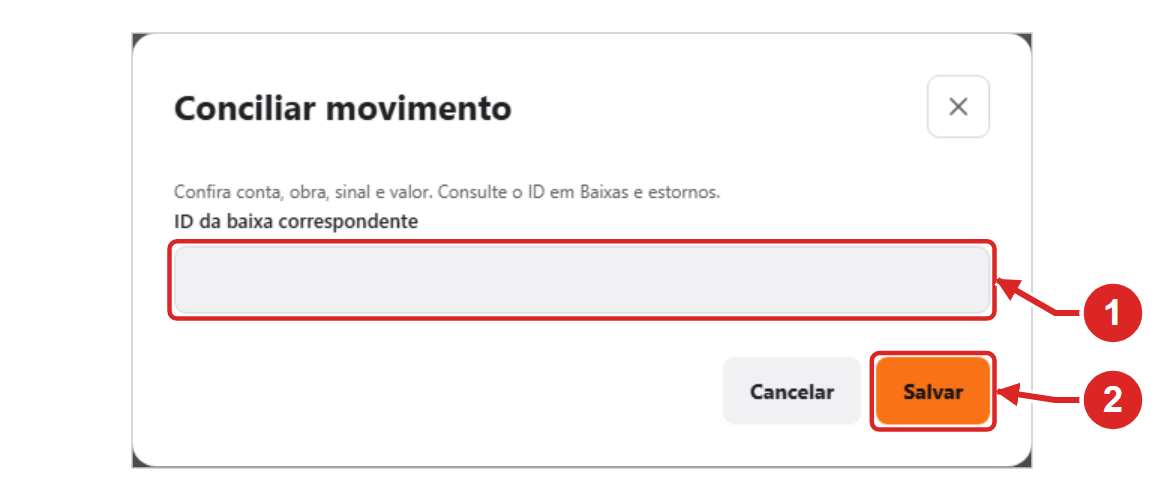 Conciliar movimento
Confira conta, obra, sinal e valor. Consulte o ID em Baixas e estornos.
ID da baixa correspondente
1
Cancelar Salvar
2